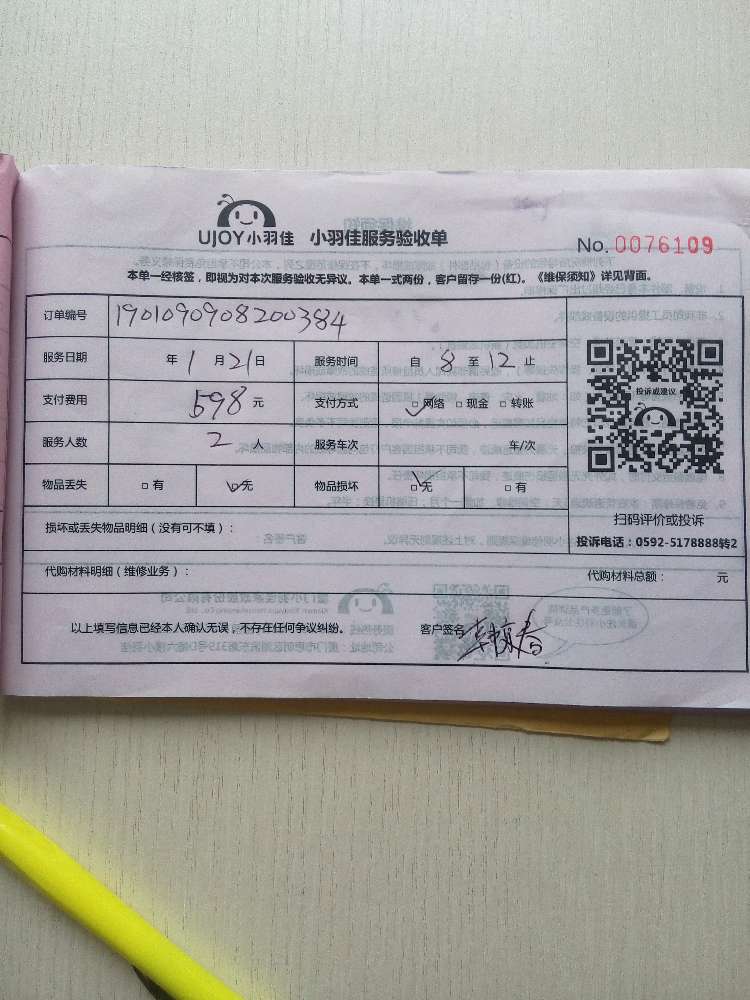 UJOY小羽佳 小羽佳服务验收单
No. 0076109
本单一经核签，即视为对本次服务验收无异议。本单一式两份，客户留存一份(红)。《维保须知》详见背面。
订单编号 1901090908200384
服务日期 年 1 月 21 日 服务时间 自 8 至 12 止
支付费用 598 元 支付方式 □网络 □现金 □转账
服务人数 2 人 服务车次 车/次
物品丢失 □有 □无 物品损坏 □无 □有
投诉或建议
扫码评价或投诉
投诉电话：0592-5178888转2
损坏或丢失物品明细（没有可不填）：
代购材料明细（维修业务）： 代购材料总额： 元
以上填写信息已经本人确认无误，不存在任何争议纠纷。 客户签名